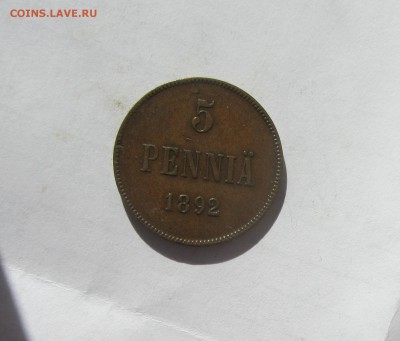 COINS.LAVE.RU
5
PENNIÄ
1892